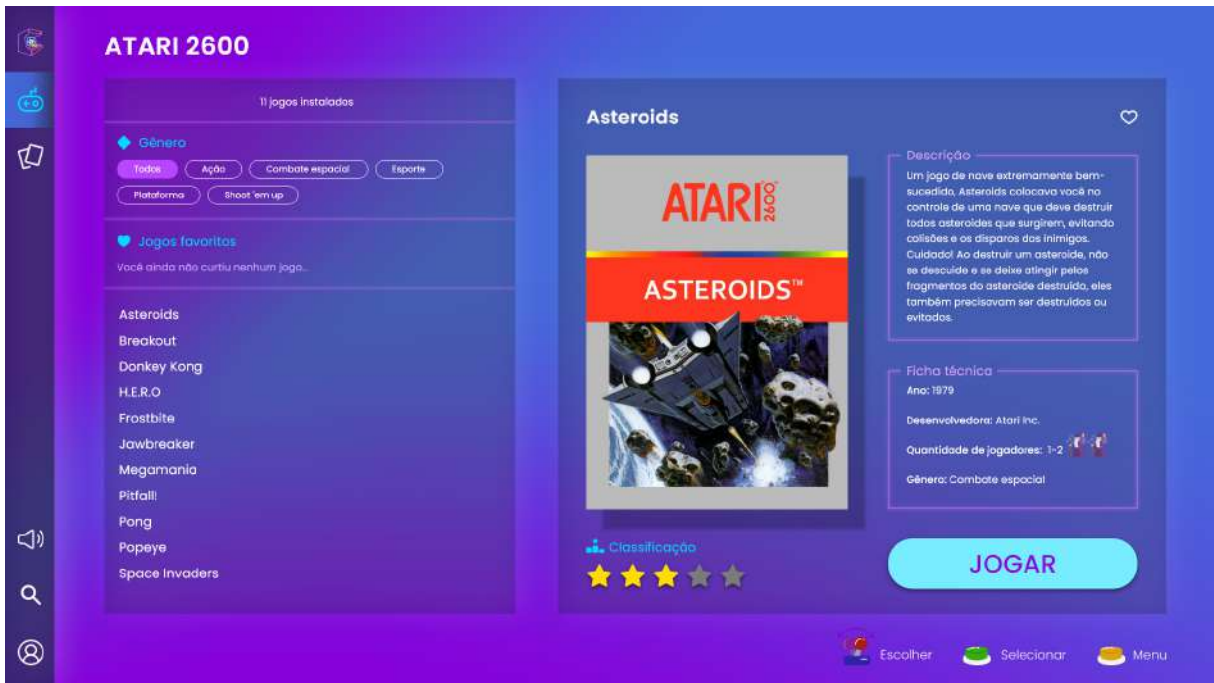 ATARI 2600
11 jogos instalados
Gênero
Todos
Ação
Combate espacial
Esporte
Plataforma
Shoot 'em up
Jogos favoritos
Você ainda não curtiu nenhum jogo...
Asteroids
Breakout
Donkey Kong
H.E.R.O
Frostbite
Jawbreaker
Megamania
Pitfall!
Pong
Popeye
Space Invaders
Asteroids
ATARI 2600
ASTEROIDS™
Classificação
Descrição
Um jogo de nave extremamente bem-
sucedido, Asteroids colocava você no
controle de uma nave que deve destruir
todos asteroides que surgirem, evitando
colisões e os disparos dos inimigos.
Cuidado! Ao destruir um asteroide, não
se descuide e se deixe atingir pelos
fragmentos do asteroide destruído, eles
também precisavam ser destruídos ou
evitados.
Ficha técnica
Ano: 1979
Desenvolvedora: Atari Inc.
Quantidade de jogadores: 1-2
Gênero: Combate espacial
JOGAR
Escolher
Selecionar
Menu